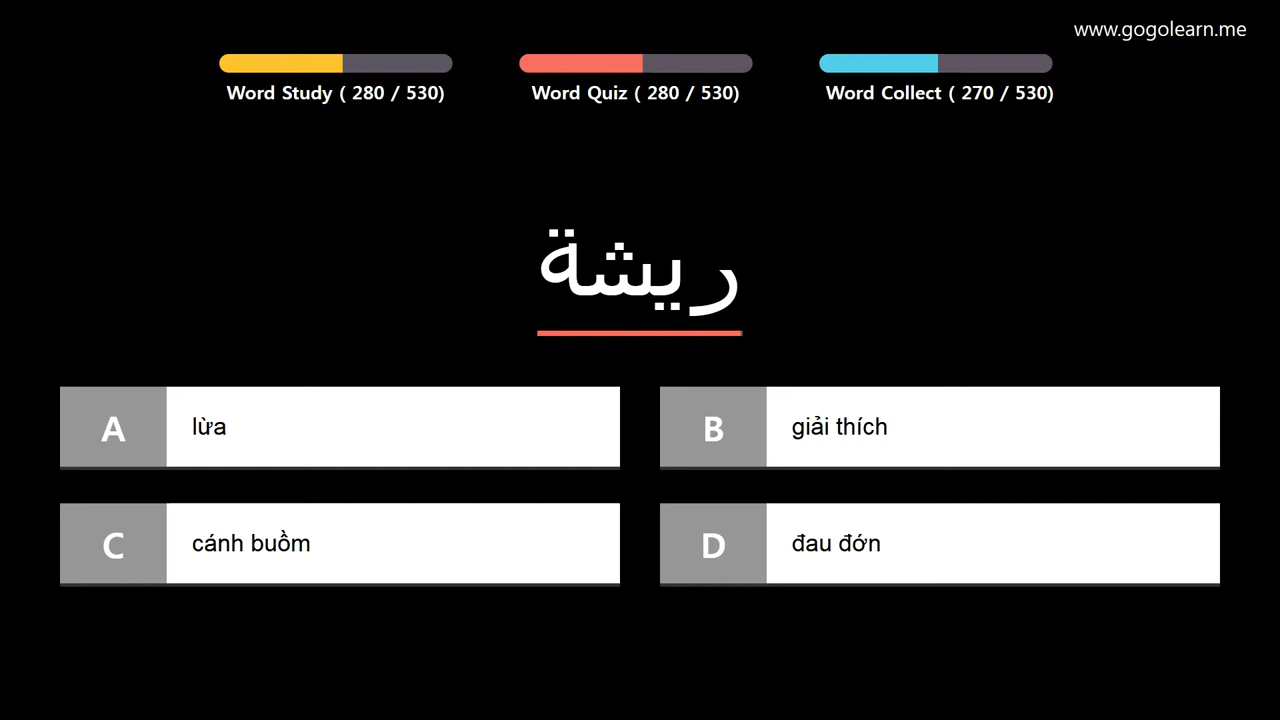 www.gogolearn.me
Word Study ( 280 / 530)
Word Quiz ( 280 / 530)
Word Collect ( 270 / 530)
ريشة
A lừa
B giải thích
C cánh buồm
D đau đớn